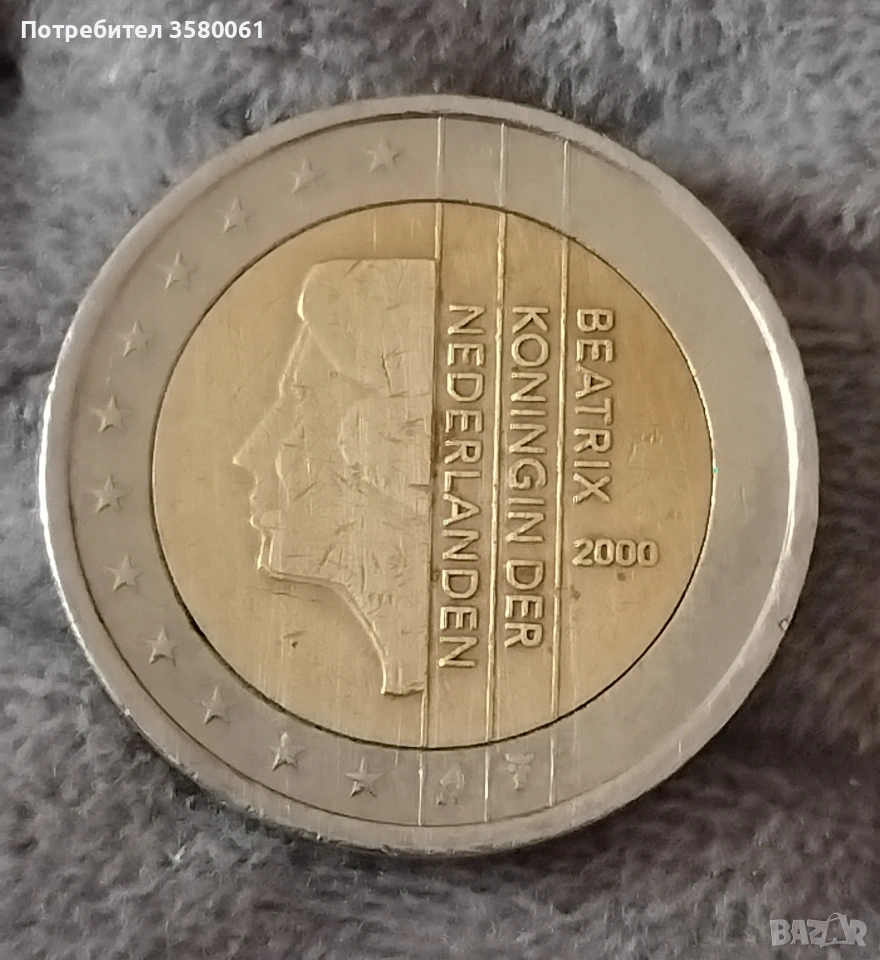 Потребител 3580061
BEATRIX
KONINGIN DER
NEDERLANDEN
2000
BAZAR